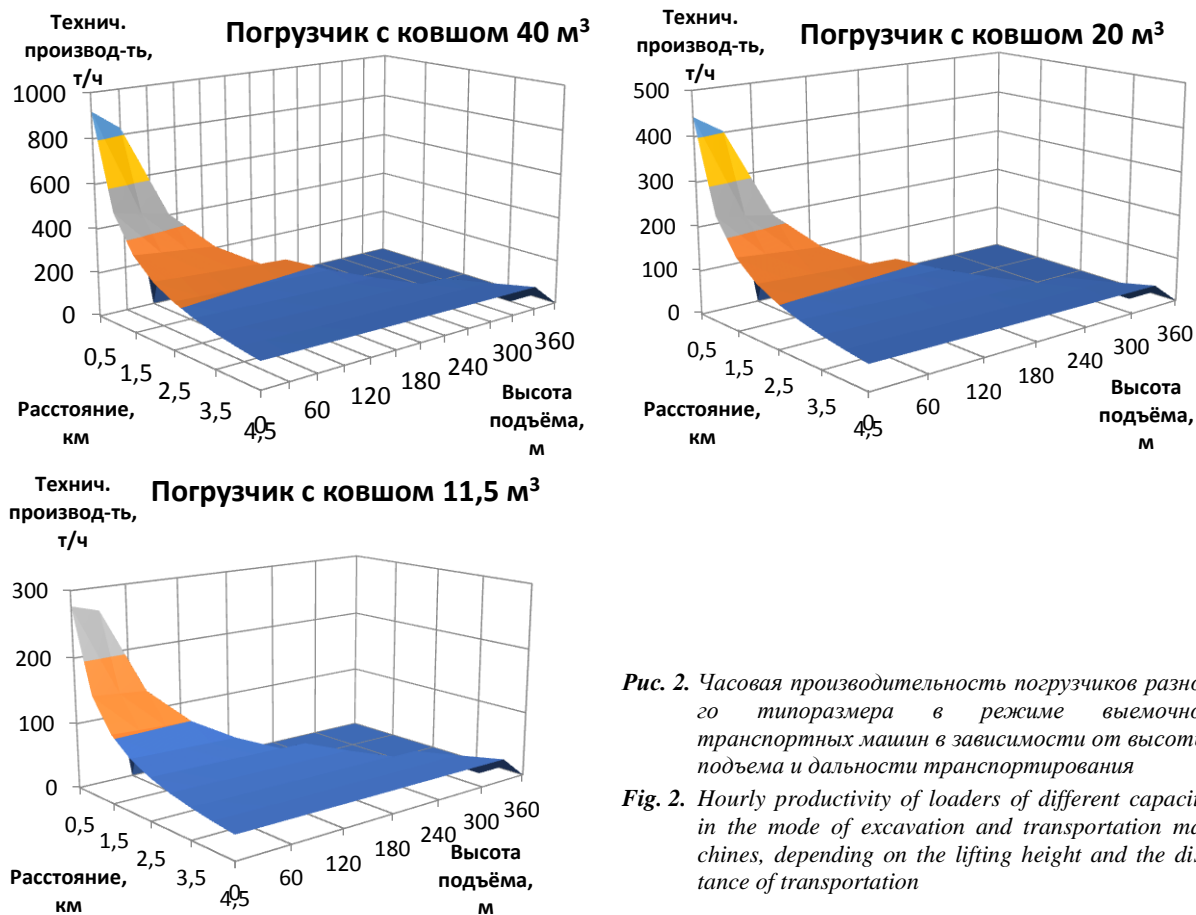 Технич.
производ-ть,
т/ч
Погрузчик с ковшом 40 м³
1000
800
600
400
200
0
0,5
1,5
2,5
3,5
4,5
0
60
120
180
240
300
360
Расстояние,
км
Высота
подъёма,
м
Технич.
производ-ть,
т/ч
Погрузчик с ковшом 20 м³
500
400
300
200
100
0
0,5
1,5
2,5
3,5
4,5
0
60
120
180
240
300
360
Расстояние,
км
Высота
подъёма,
м
Технич.
производ-ть,
т/ч
Погрузчик с ковшом 11,5 м³
300
200
100
0
0,5
1,5
2,5
3,5
4,5
0
60
120
180
240
300
360
Расстояние,
км
Высота
подъёма,
м
Рис. 2. Часовая производительность погрузчиков разно
го типоразмера в режиме выемочно
транспортных машин в зависимости от высот
подъема и дальности транспортирования
Fig. 2. Hourly productivity of loaders of different capaci
in the mode of excavation and transportation ma
chines, depending on the lifting height and the dis
tance of transportation